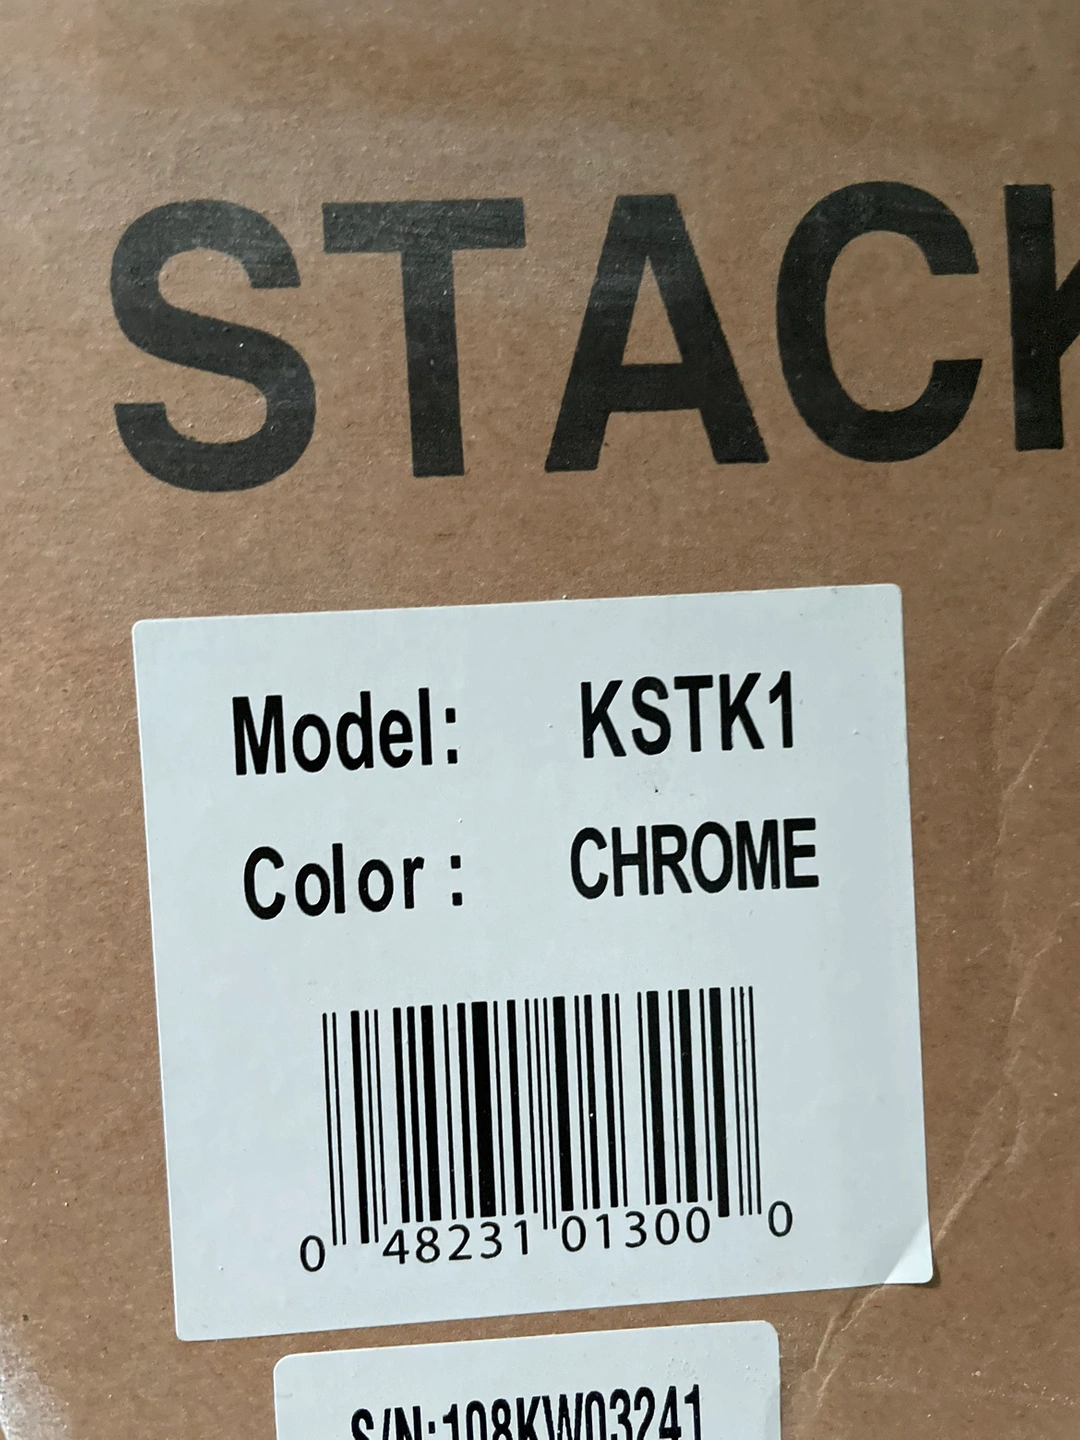 STACK
Model: KSTK1
Color : CHROME
0 48231 01300 0
S/N:108KW03241